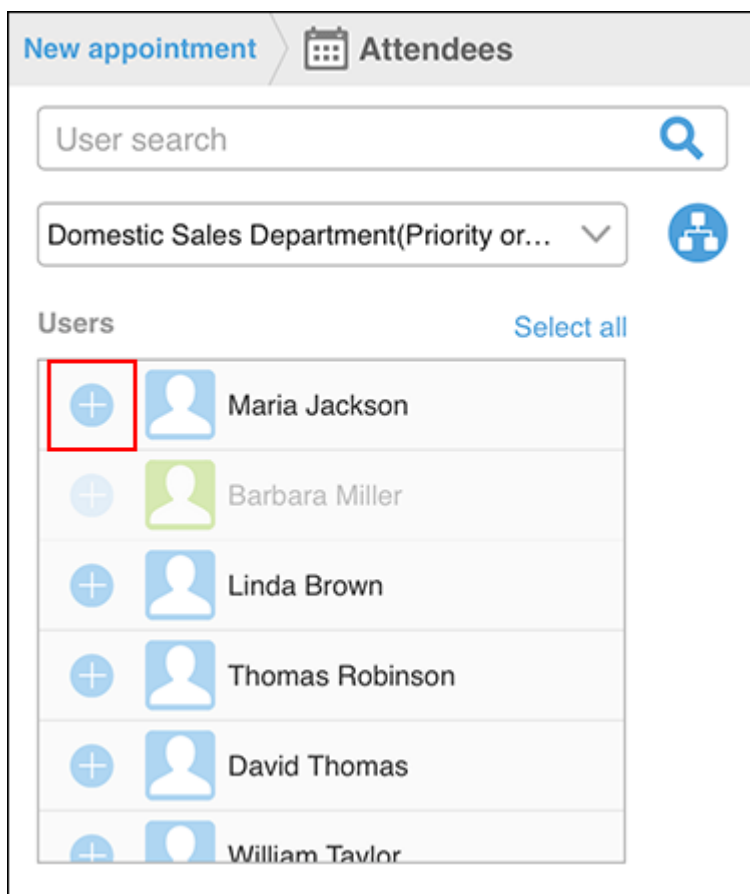 New appointment Attendees
User search
Domestic Sales Department(Priority or...
Users Select all
Maria Jackson
Barbara Miller
Linda Brown
Thomas Robinson
David Thomas
William Taylor